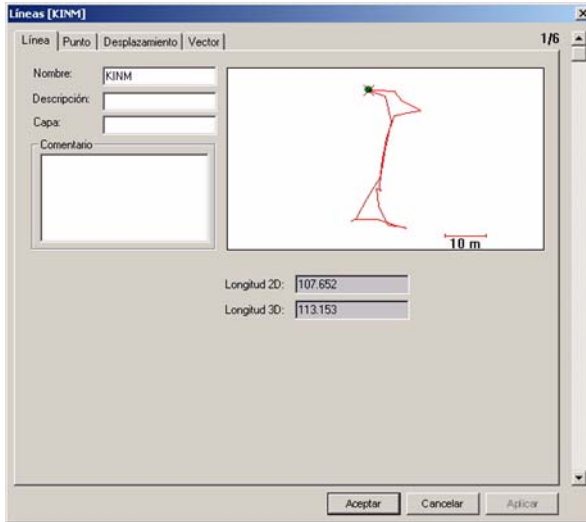 Líneas [KINM]
Línea Punto Desplazamiento Vector 1/6
Nombre: KINM
Descripción:
Capa:
Comentario
10 m
Longitud 2D: 107.652
Longitud 3D: 113.153
Aceptar Cancelar Aplicar